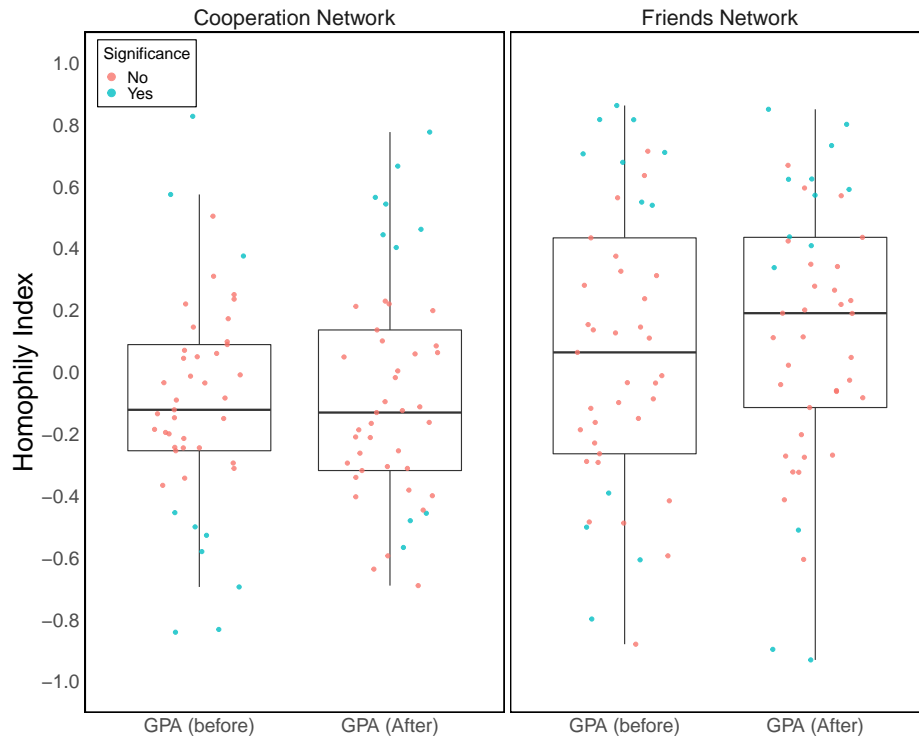 Cooperation Network
Friends Network
Significance
No
Yes
Homophily Index
1.0
0.8
0.6
0.4
0.2
0.0
−0.2
−0.4
−0.6
−0.8
−1.0
GPA (before)
GPA (After)
GPA (before)
GPA (After)